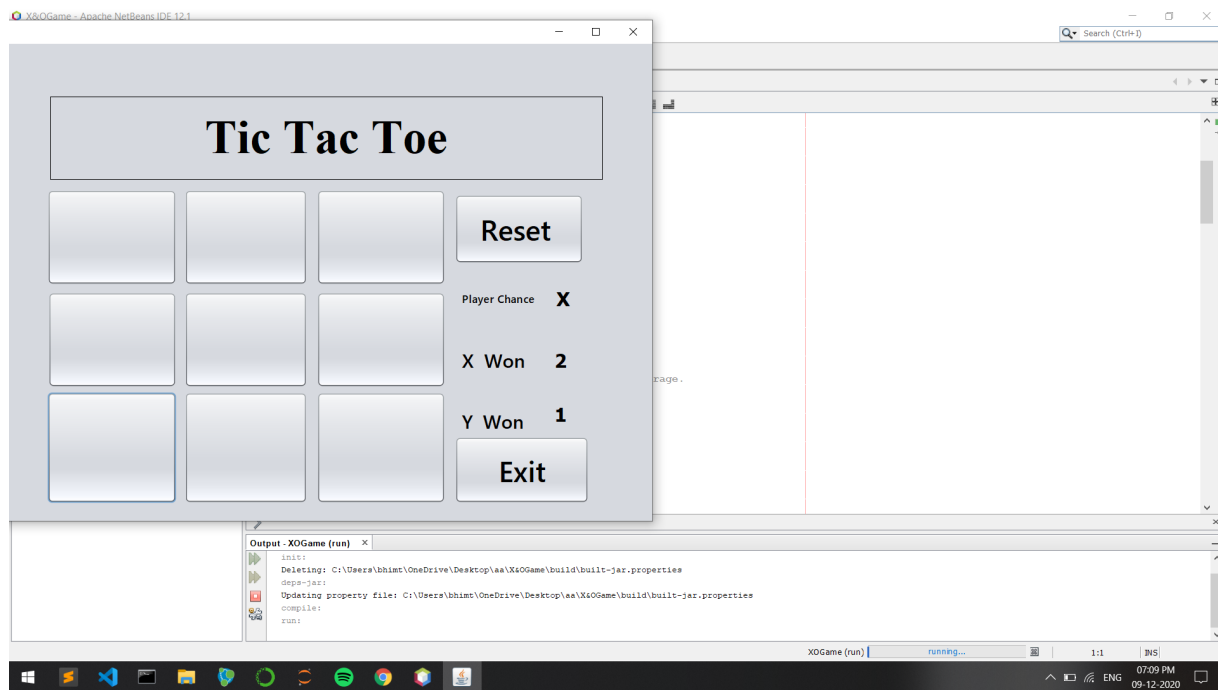 X&OGame - Apache NetBeans IDE 12.1
Search (Ctrl+I)
Tic Tac Toe
Reset
Player Chance X
X Won 2
Y Won 1
Exit
rage.
Output - XOGame (run) ×
init:
Deleting: C:\Users\bhimt\OneDrive\Desktop\aa\X&OGame\build\built-jar.properties
deps-jar:
Updating property file: C:\Users\bhimt\OneDrive\Desktop\aa\X&OGame\build\built-jar.properties
compile:
run:
XOGame (run) running... 1:1 INS
ENG
07:09 PM
09-12-2020